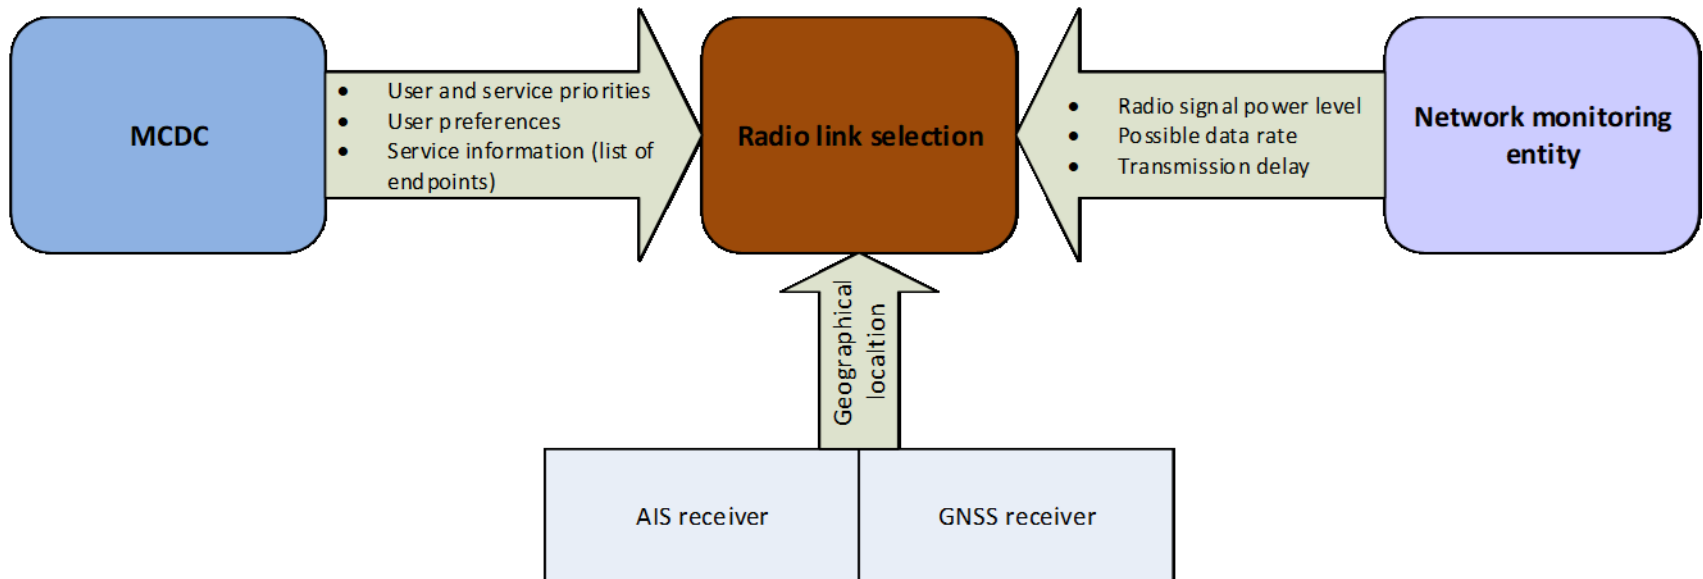 MCDC
• User and service priorities
• User preferences
• Service information (list of
endpoints)
Radio link selection
• Radio signal power level
• Possible data rate
• Transmission delay
Network monitoring
entity
Geographical
localtion
AIS receiver
GNSS receiver